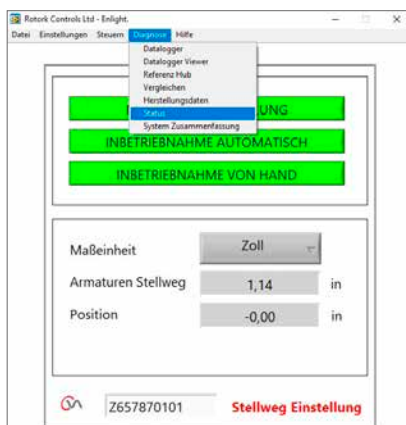 Rotork Controls Ltd - Enlight.
Datei Einstellungen Steuern Diagnose Hilfe
Datalogger
Datalogger Viewer
Referenz Hub
Vergleichen
Herstellungsdaten
Status
System Zusammenfassung
UNG
INBETRIEBNAHME AUTOMATISCH
INBETRIEBNAHME VON HAND
Maßeinheit Zoll
Armaturen Stellweg 1,14 in
Position -0,00 in
Z657870101 Stellweg Einstellung